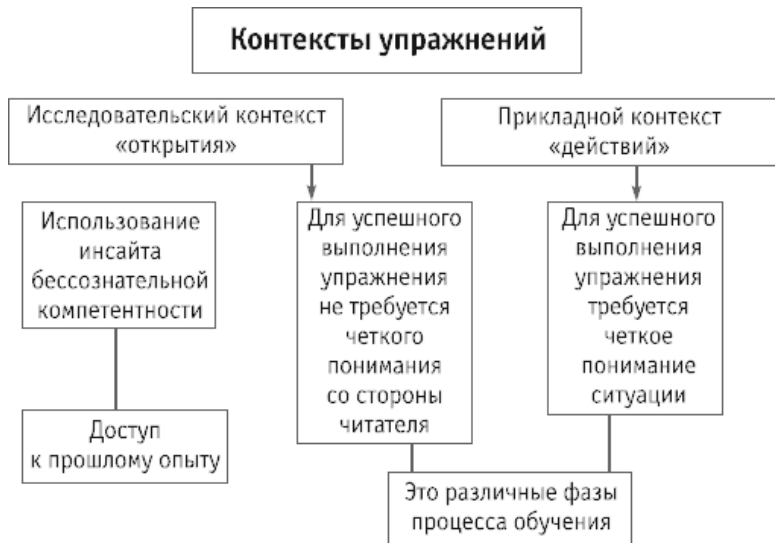 Контексты упражнений
Исследовательский контекст
«открытия»
Прикладной контекст
«действий»
Использование
инсайта
бессознательной
компетентности
Для успешного
выполнения
упражнения
не требуется
четкого
понимания
со стороны
читателя
Для успешного
выполнения
упражнения
требуется
четкое
понимание
ситуации
Доступ
к прошлому опыту
Это различные фазы
процесса обучения